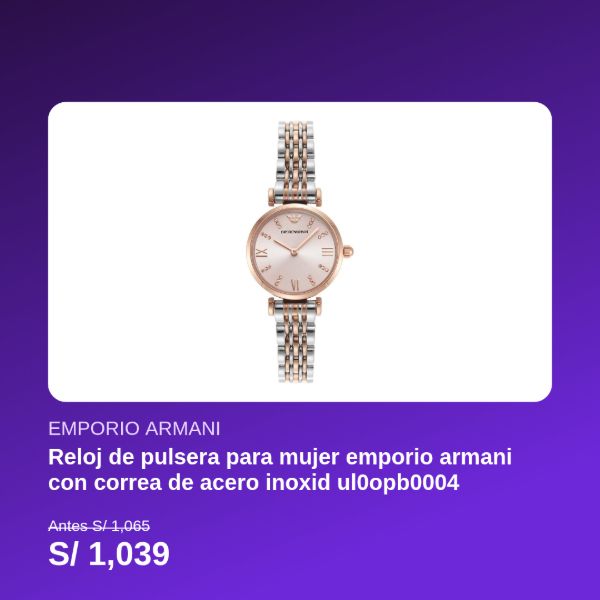 EMPORIO ARMANI
Reloj de pulsera para mujer emporio armani
con correa de acero inoxid ul0opb0004
Antes S/ 1,065
S/ 1,039